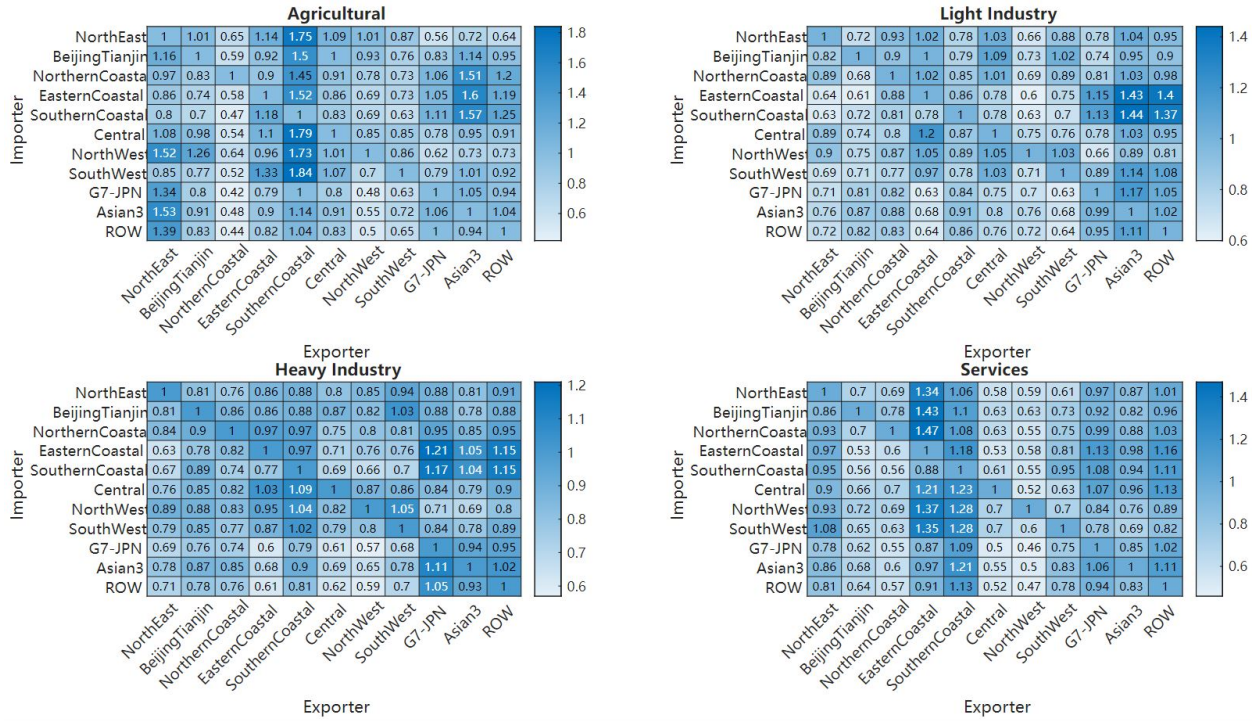 Agricultural
Importer
NorthEast 1 1.01 0.65 1.14 1.75 1.09 1.01 0.87 0.56 0.72 0.64
BeijingTianjin 1.16 1 0.59 0.92 1.5 1 0.93 0.76 0.83 1.14 0.95
NorthernCoasta 0.97 0.83 1 0.9 1.45 0.91 0.78 0.73 1.06 1.51 1.2
EasternCoastal 0.86 0.74 0.58 1 1.52 0.86 0.69 0.73 1.05 1.6 1.19
SouthernCoastal 0.8 0.7 0.47 1.18 1 0.83 0.69 0.63 1.11 1.57 1.25
Central 1.08 0.98 0.54 1.1 1.79 1 0.85 0.85 0.78 0.95 0.91
NorthWest 1.52 1.26 0.64 0.96 1.73 1.01 1 0.86 0.62 0.73 0.73
SouthWest 0.85 0.77 0.52 1.33 1.84 1.07 0.7 1 0.79 1.01 0.92
G7-JPN 1.34 0.8 0.42 0.79 1 0.8 0.48 0.63 1 1.05 0.94
Asian3 1.53 0.91 0.48 0.9 1.14 0.91 0.55 0.72 1.06 1 1.04
ROW 1.39 0.83 0.44 0.82 1.04 0.83 0.5 0.65 1 0.94 1
NorthEast BeijingTianjin NorthernCoastal EasternCoastal SouthernCoastal Central NorthWest SouthWest G7-JPN Asian3 ROW
Exporter
1.8
1.6
1.4
1.2
1
0.8
0.6
Light Industry
Importer
NorthEast 1 0.72 0.93 1.02 0.78 1.03 0.66 0.88 0.78 1.04 0.95
BeijingTianjin 0.82 1 0.9 1 0.79 1.09 0.73 1.02 0.74 0.95 0.9
NorthernCoasta 0.89 0.68 1 1.02 0.85 1.01 0.69 0.89 0.81 1.03 0.98
EasternCoastal 0.64 0.61 0.88 1 0.86 0.78 0.6 0.75 1.15 1.43 1.4
SouthernCoastal 0.63 0.72 0.81 0.78 1 0.78 0.63 0.7 1.13 1.44 1.37
Central 0.89 0.74 0.8 1.2 0.87 1 0.75 0.76 0.78 1.03 0.95
NorthWest 0.9 0.75 0.87 1.05 0.89 1.05 1 1.03 0.66 0.89 0.81
SouthWest 0.69 0.71 0.77 0.97 0.78 1.03 0.71 1 0.89 1.14 1.08
G7-JPN 0.71 0.81 0.82 0.63 0.84 0.75 0.7 0.63 1 1.17 1.05
Asian3 0.76 0.87 0.88 0.68 0.91 0.8 0.76 0.68 0.99 1 1.02
ROW 0.72 0.82 0.83 0.64 0.86 0.76 0.72 0.64 0.95 1.11 1
NorthEast BeijingTianjin NorthernCoastal EasternCoastal SouthernCoastal Central NorthWest SouthWest G7-JPN Asian3 ROW
Exporter
1.4
1.2
1
0.8
0.6
Heavy Industry
Importer
NorthEast 1 0.81 0.76 0.86 0.88 0.8 0.85 0.94 0.88 0.81 0.91
BeijingTianjin 0.81 1 0.86 0.86 0.88 0.87 0.82 1.03 0.88 0.78 0.88
NorthernCoasta 0.84 0.9 1 0.97 0.97 0.75 0.8 0.81 0.95 0.85 0.95
EasternCoastal 0.63 0.78 0.82 1 0.97 0.71 0.76 0.76 1.21 1.05 1.15
SouthernCoastal 0.67 0.89 0.74 0.77 1 0.69 0.66 0.7 1.17 1.04 1.15
Central 0.76 0.85 0.82 1.03 1.09 1 0.87 0.86 0.84 0.79 0.9
NorthWest 0.89 0.88 0.83 0.95 1.04 0.82 1 1.05 0.71 0.69 0.8
SouthWest 0.79 0.85 0.77 0.87 1.02 0.79 0.8 1 0.84 0.78 0.89
G7-JPN 0.69 0.76 0.74 0.6 0.79 0.61 0.57 0.68 1 0.94 0.95
Asian3 0.78 0.87 0.85 0.68 0.9 0.69 0.65 0.78 1.11 1 1.02
ROW 0.71 0.78 0.76 0.61 0.81 0.62 0.59 0.7 1.05 0.93 1
NorthEast BeijingTianjin NorthernCoastal EasternCoastal SouthernCoastal Central NorthWest SouthWest G7-JPN Asian3 ROW
Exporter
1.2
1.1
1
0.9
0.8
0.7
0.6
Services
Importer
NorthEast 1 0.7 0.69 1.34 1.06 0.58 0.59 0.61 0.97 0.87 1.01
BeijingTianjin 0.86 1 0.78 1.43 1.1 0.63 0.63 0.73 0.92 0.82 0.96
NorthernCoasta 0.93 0.7 1 1.47 1.08 0.63 0.55 0.75 0.99 0.88 1.03
EasternCoastal 0.97 0.53 0.6 1 1.18 0.53 0.58 0.81 1.13 0.98 1.16
SouthernCoastal 0.95 0.56 0.56 0.88 1 0.61 0.55 0.95 1.08 0.94 1.11
Central 0.9 0.66 0.7 1.21 1.23 1 0.52 0.63 1.07 0.96 1.13
NorthWest 0.93 0.72 0.69 1.37 1.28 0.7 1 0.7 0.84 0.76 0.89
SouthWest 1.08 0.65 0.63 1.35 1.28 0.7 0.6 1 0.78 0.69 0.82
G7-JPN 0.78 0.62 0.55 0.87 1.09 0.5 0.46 0.75 1 0.85 1.02
Asian3 0.86 0.68 0.6 0.97 1.21 0.55 0.5 0.83 1.06 1 1.11
ROW 0.81 0.64 0.57 0.91 1.13 0.52 0.47 0.78 0.94 0.83 1
NorthEast BeijingTianjin NorthernCoastal EasternCoastal SouthernCoastal Central NorthWest SouthWest G7-JPN Asian3 ROW
Exporter
1.4
1.2
1
0.8
0.6